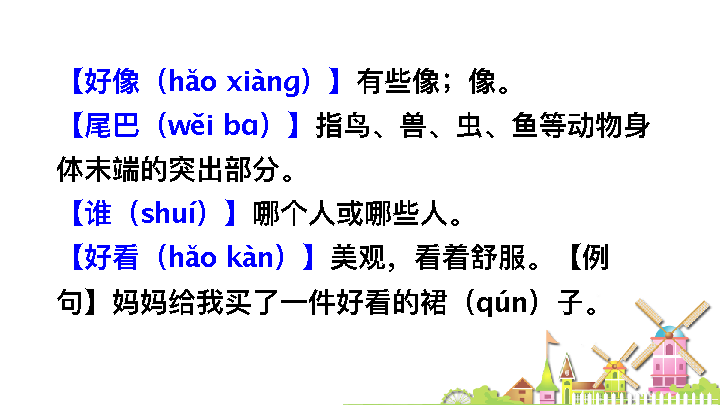 【好像（hǎo xiàng）】有些像；像。
【尾巴（wěi ba）】指鸟、兽、虫、鱼等动物身
体末端的突出部分。
【谁（shuí）】哪个人或哪些人。
【好看（hǎo kàn）】美观，看着舒服。【例
句】妈妈给我买了一件好看的裙（qún）子。